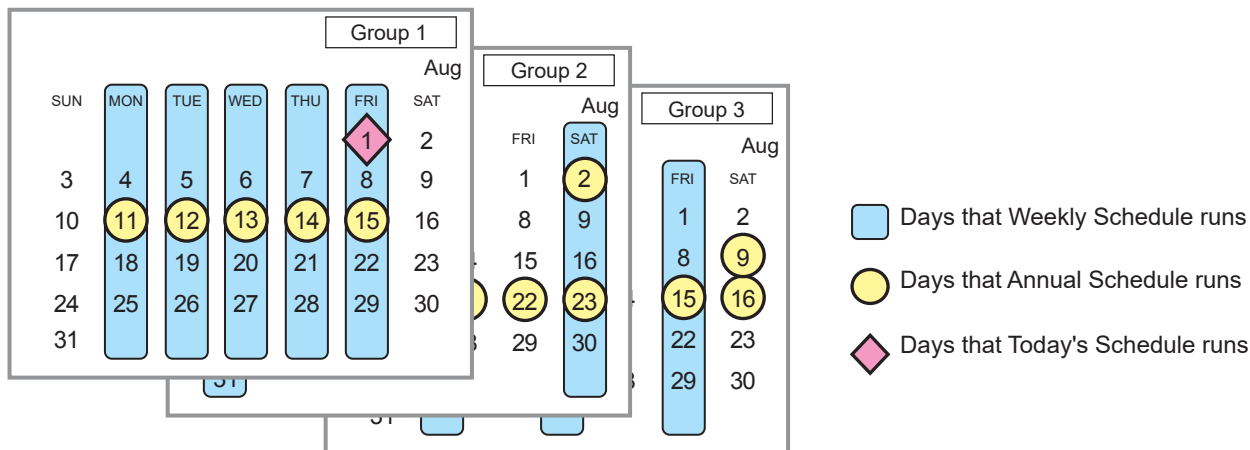 Group 1
Aug
SUN MON TUE WED THU FRI SAT
1 2
3 4 5 6 7 8 9
10 11 12 13 14 15 16
17 18 19 20 21 22 23
24 25 26 27 28 29 30
31
Group 2
Aug
FRI SAT
1 2
8 9
15 16
22 23
29 30
31
Group 3
Aug
FRI SAT
1 2
8 9
15 16
22 23
29 30
31
Days that Weekly Schedule runs
Days that Annual Schedule runs
Days that Today's Schedule runs